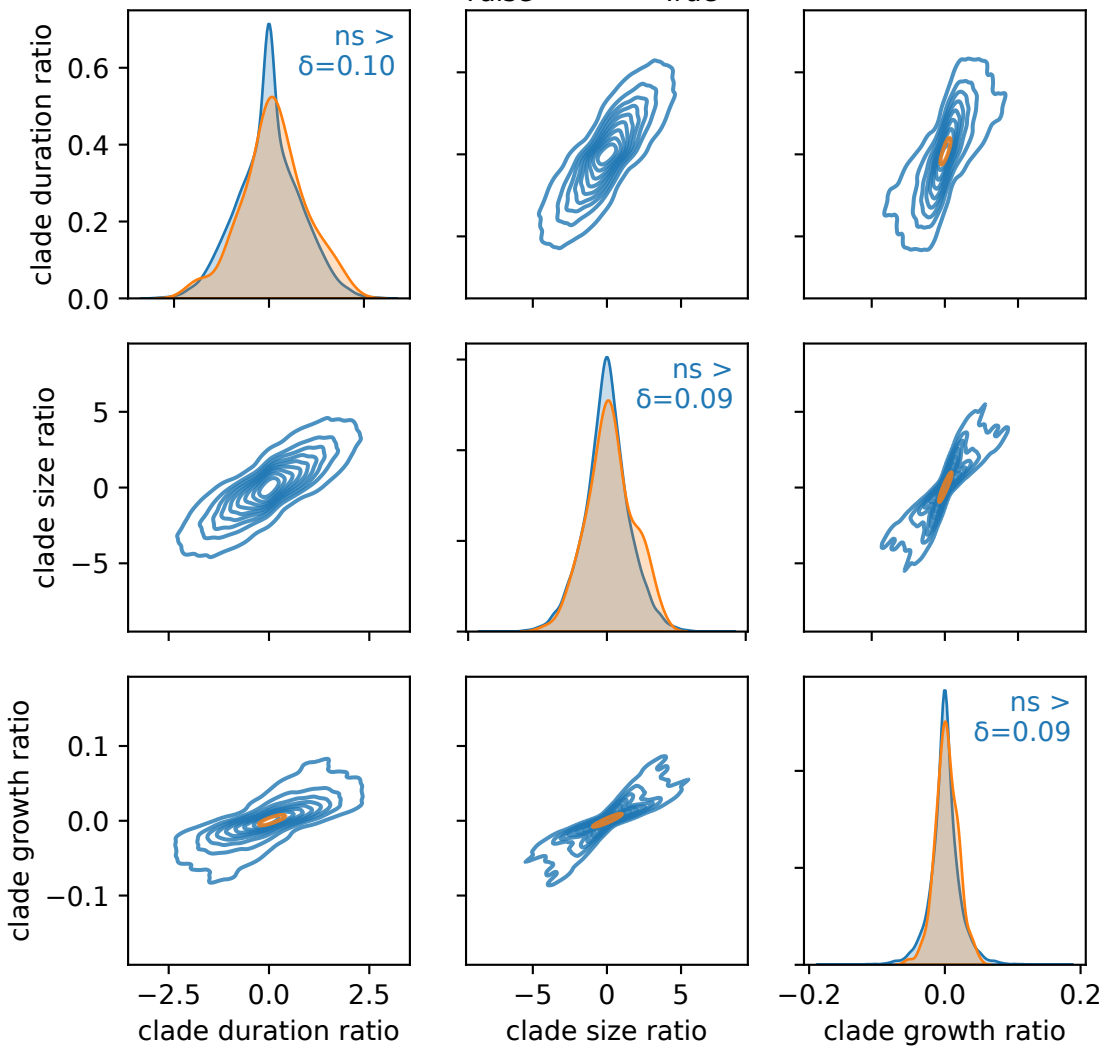 clade duration ratio
0.6
0.4
0.2
0.0
ns >
δ=0.10
clade size ratio
5
0
−5
ns >
δ=0.09
clade growth ratio
0.1
0.0
−0.1
ns >
δ=0.09
−2.5 0.0 2.5
−5 0 5
−0.2 0.0 0.2
clade duration ratio
clade size ratio
clade growth ratio